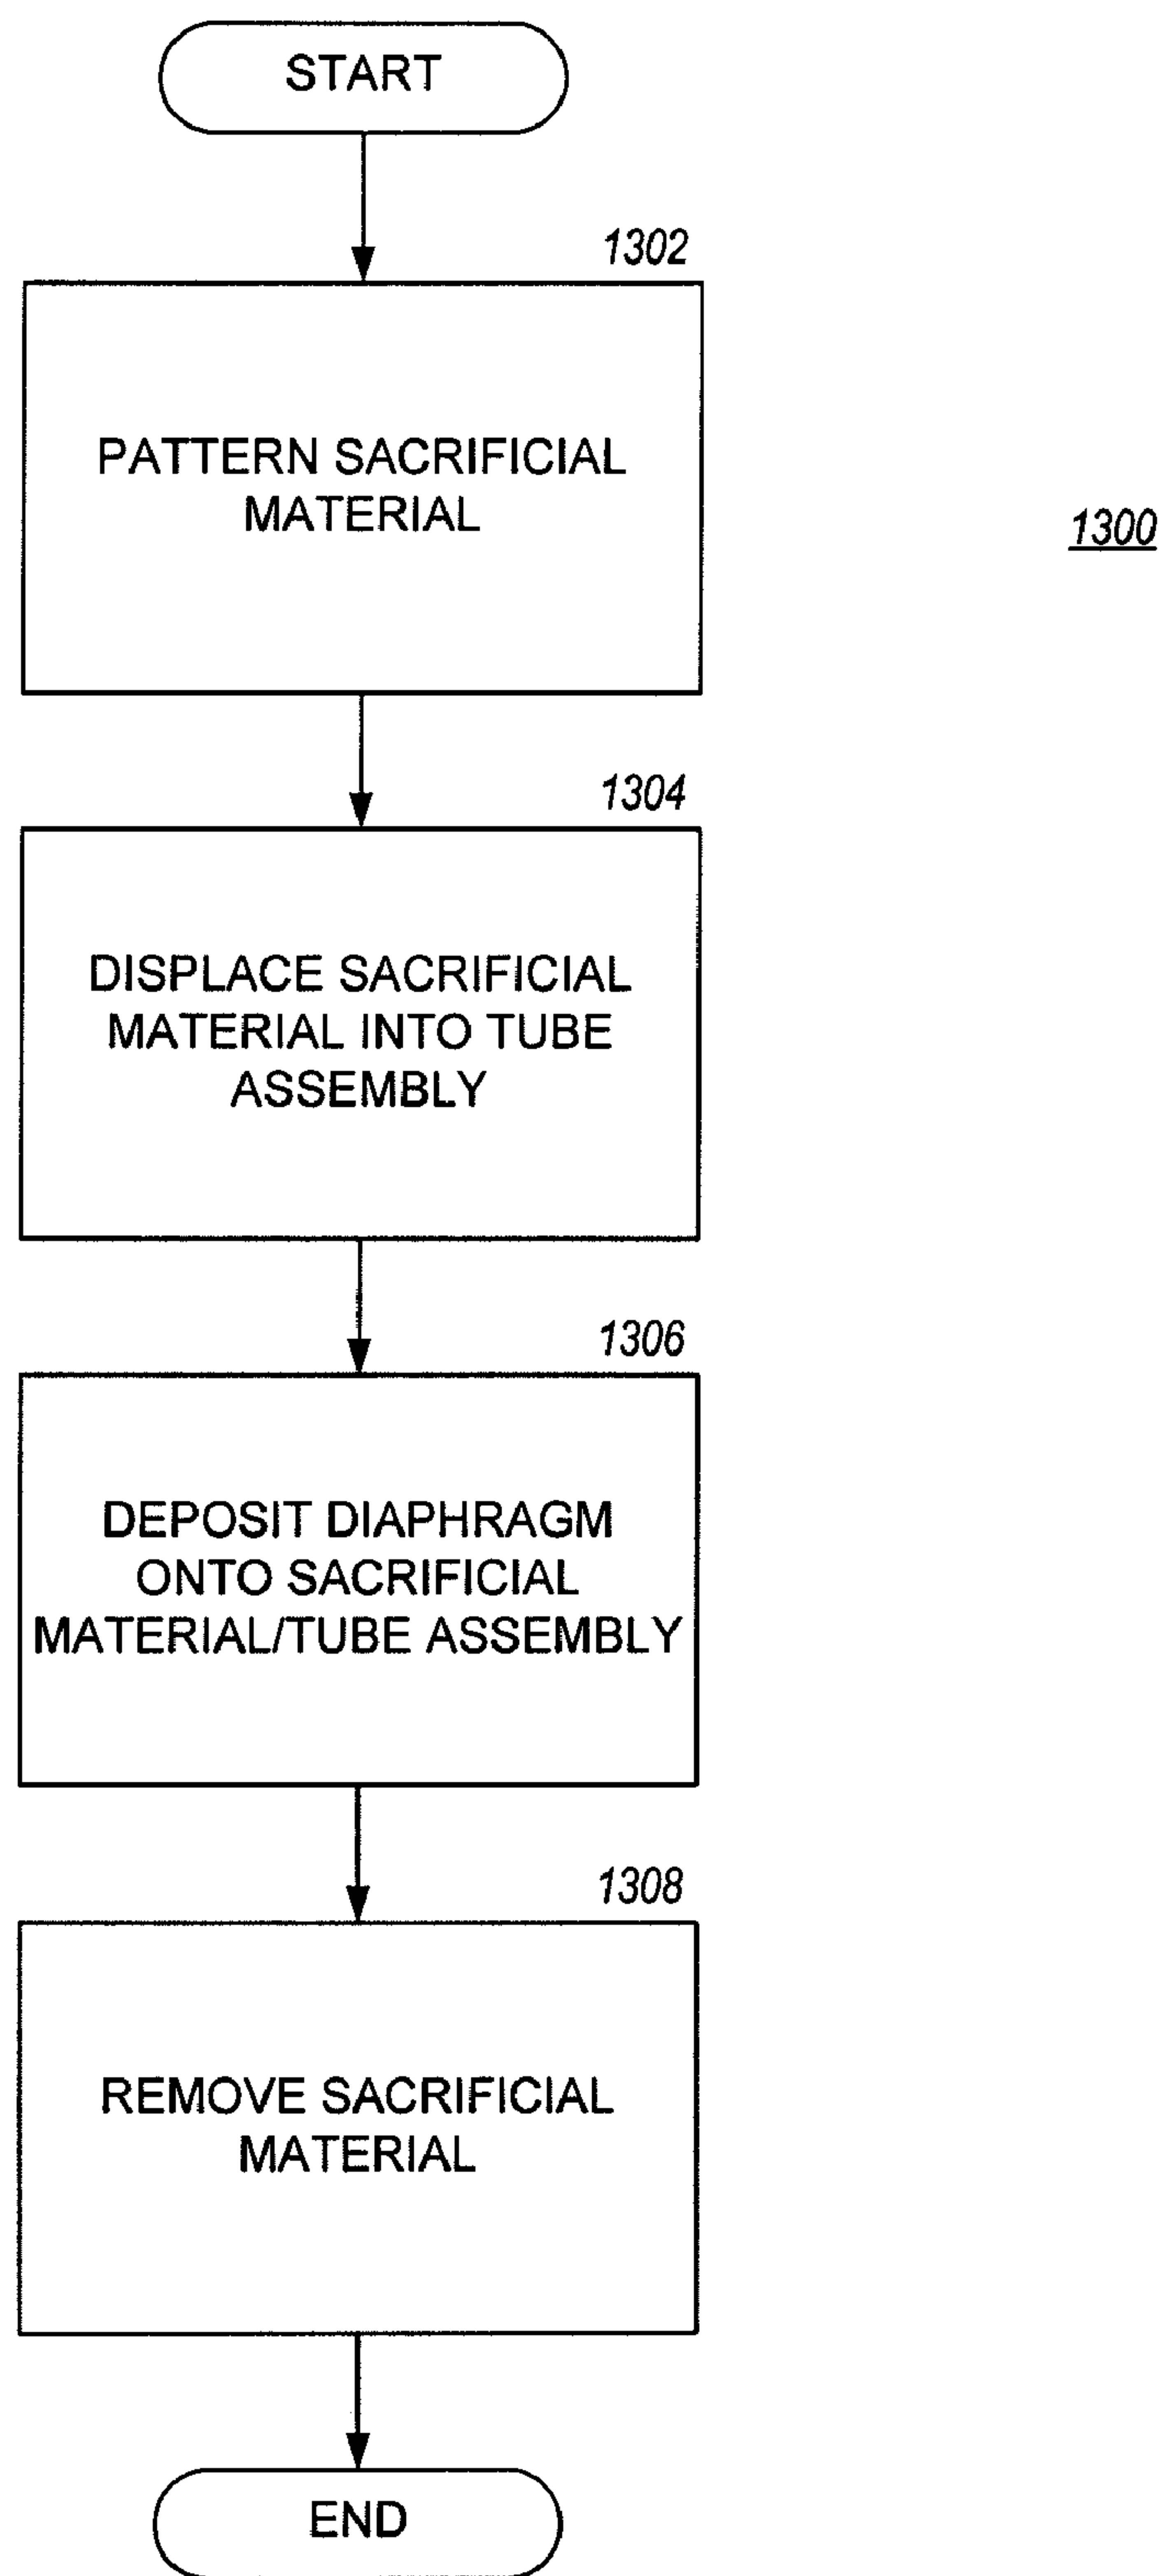 START
1302
PATTERN SACRIFICIAL
MATERIAL
1300
1304
DISPLACE SACRIFICIAL
MATERIAL INTO TUBE
ASSEMBLY
1306
DEPOSIT DIAPHRAGM
ONTO SACRIFICIAL
MATERIAL/TUBE ASSEMBLY
1308
REMOVE SACRIFICIAL
MATERIAL
END